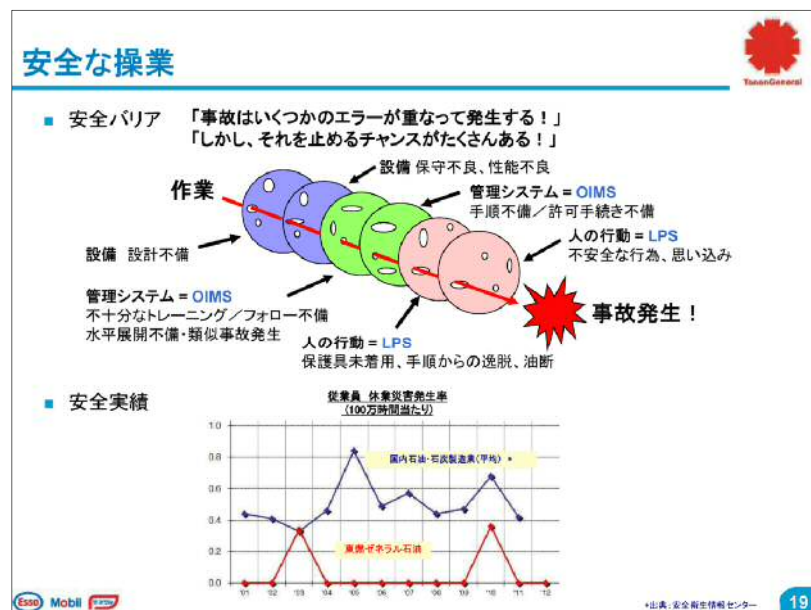 安全な操業
TonenGeneral
■ 安全バリア 「事故はいくつかのエラーが重なって発生する！」
「しかし、それを止めるチャンスがたくさんある！」
設備 保守不良、性能不良
作業
管理システム = OIMS
手順不備／許可手続き不備
人の行動 = LPS
不安全な行為、思い込み
設備 設計不備
管理システム = OIMS
不十分なトレーニング／フォロー不備
水平展開不備・類似事故発生
事故発生！
人の行動 = LPS
保護具未着用、手順からの逸脱、油断
■ 安全実績
従業員 休業災害発生率
(100万時間当たり)
1.0
国内石油・石炭製造業(平均) *
0.8
0.6
0.4
東燃ゼネラル石油
0.2
0.0
'01 '02 '03 '04 '05 '06 '07 '08 '09 '10 '11 '12
Esso Mobil
*出典：安全衛生情報センター
19